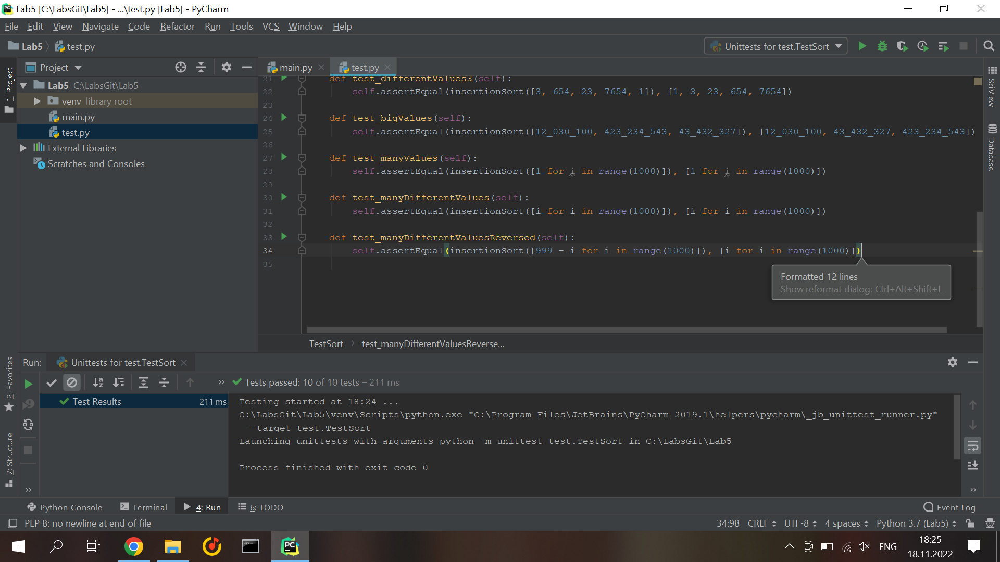 Lab5 [C:\LabsGit\Lab5] - ...\test.py [Lab5] - PyCharm
File Edit View Navigate Code Refactor Run Tools VCS Window Help
Lab5 test.py
Unittests for test.TestSort
1: Project
Project
Lab5 C:\LabsGit\Lab5
venv library root
main.py
test.py
External Libraries
Scratches and Consoles
main.py
test.py
21 def test_differentValues3(self):
22 self.assertEqual(insertionSort([3, 654, 23, 7654, 1]), [1, 3, 23, 654, 7654])
23
24 def test_bigValues(self):
25 self.assertEqual(insertionSort([12_030_100, 423_234_543, 43_432_327]), [12_030_100, 43_432_327, 423_234_543])
26
27 def test_manyValues(self):
28 self.assertEqual(insertionSort([1 for i in range(1000)]), [1 for i in range(1000)])
29
30 def test_manyDifferentValues(self):
31 self.assertEqual(insertionSort([i for i in range(1000)]), [i for i in range(1000)])
32
33 def test_manyDifferentValuesReversed(self):
34 self.assertEqual(insertionSort([999 - i for i in range(1000)]), [i for i in range(1000)])
35
Formatted 12 lines
Show reformat dialog: Ctrl+Alt+Shift+L
SciView
Database
TestSort › test_manyDifferentValuesReverse...
Run: Unittests for test.TestSort
2: Favorites
7: Structure
Tests passed: 10 of 10 tests – 211 ms
Test Results 211 ms
Testing started at 18:24 ...
C:\LabsGit\Lab5\venv\Scripts\python.exe "C:\Program Files\JetBrains\PyCharm 2019.1\helpers\pycharm\_jb_unittest_runner.py"
--target test.TestSort
Launching unittests with arguments python -m unittest test.TestSort in C:\LabsGit\Lab5
Process finished with exit code 0
Python Console Terminal 4: Run 6: TODO Event Log
PEP 8: no newline at end of file
34:98 CRLF UTF-8 4 spaces Python 3.7 (Lab5)
PC
ENG
18:25
18.11.2022